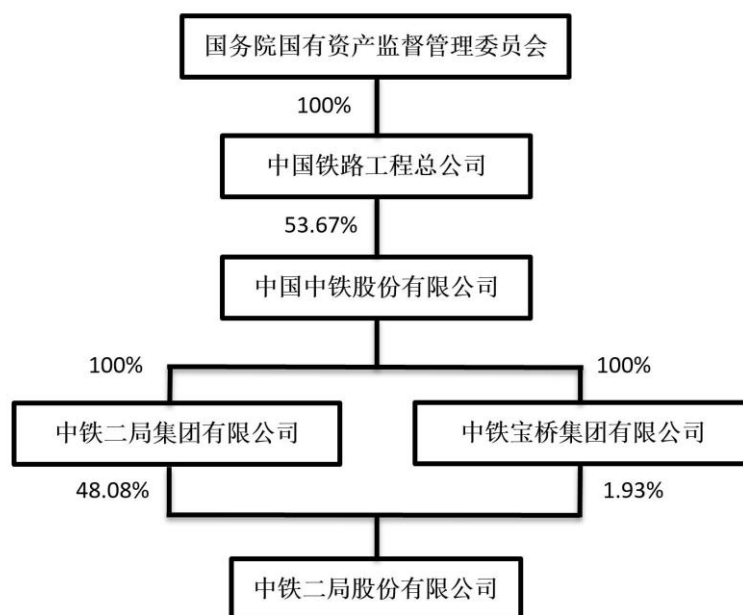 国务院国有资产监督管理委员会
100%
中国铁路工程总公司
53.67%
中国中铁股份有限公司
100%
100%
中铁二局集团有限公司
中铁宝桥集团有限公司
48.08%
1.93%
中铁二局股份有限公司